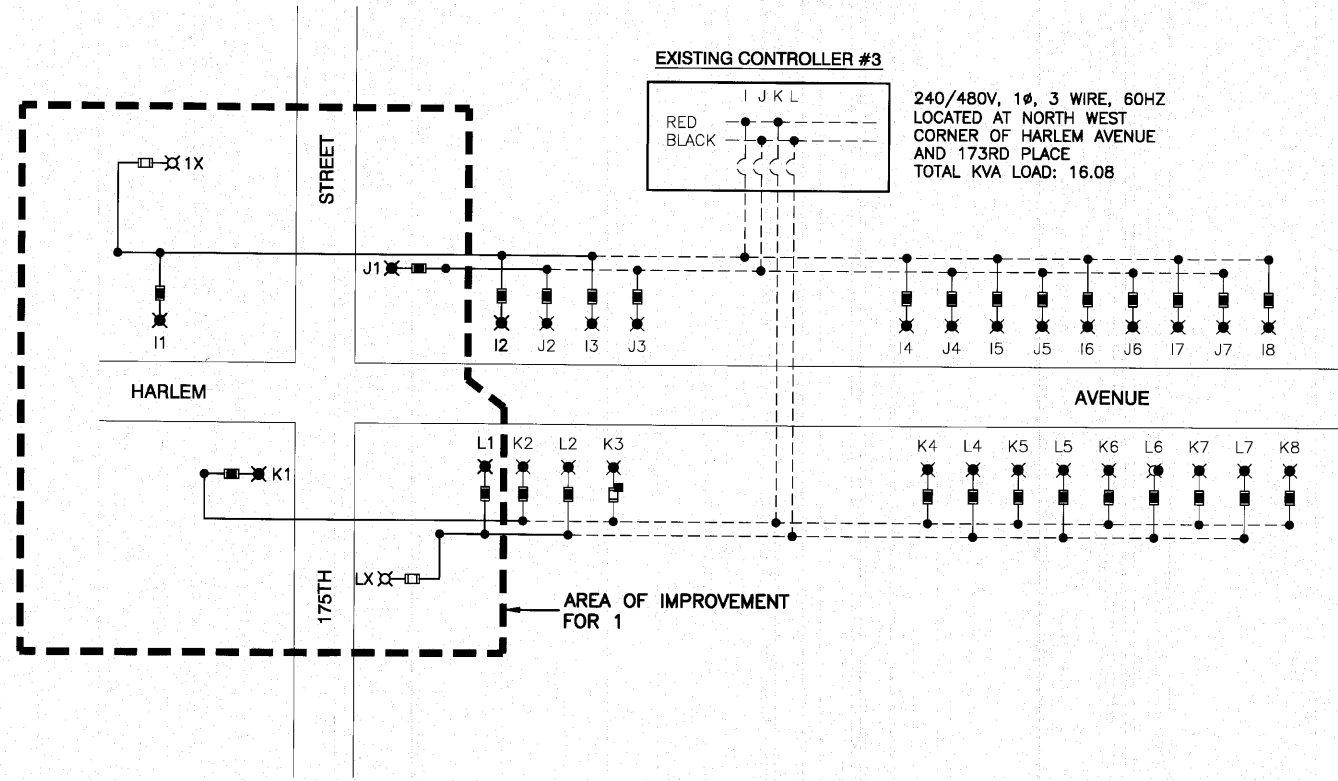 EXISTING CONTROLLER #3
I J K L
RED
BLACK
240/480V, 1ø, 3 WIRE, 60HZ
LOCATED AT NORTH WEST
CORNER OF HARLEM AVENUE
AND 173RD PLACE
TOTAL KVA LOAD: 16.08
1X
STREET
J1
I1
I2 J2 I3 J3
I4 J4 I5 J5 I6 J6 I7 J7 I8
HARLEM
AVENUE
L1 K2 L2 K3
K4 L4 K5 L5 K6 L6 K7 L7 K8
K1
LX
175TH
AREA OF IMPROVEMENT
FOR 1